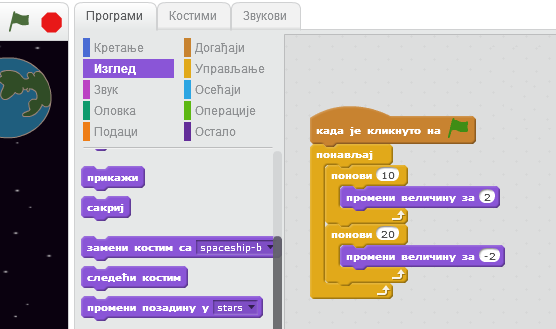 Програми Костими Звукови
Кретање Догађаји
Изглед Управљање
Звук Осећаји
Оловка Операције
Подаци Остало
прикажи
сакриј
замени костим са spaceship-b
следећи костим
промени позадину у stars
када је кликнуто на
понављај
понови 10
промени величину за 2
понови 20
промени величину за -2